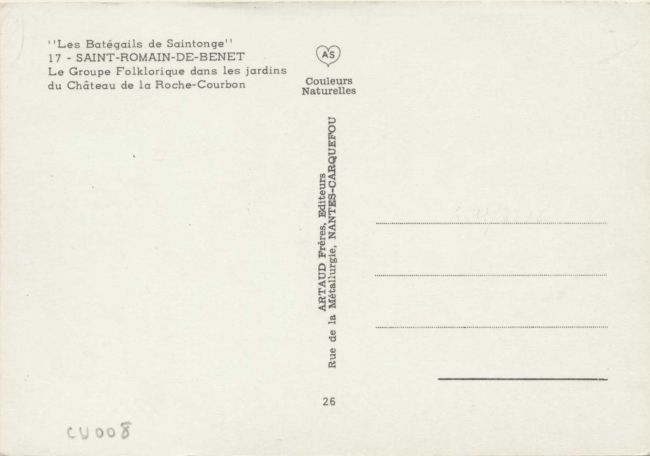 "Les Batégails de Saintonge"
17 - SAINT-ROMAIN-DE-BENET
Le Groupe Folklorique dans les jardins
du Château de la Roche-Courbon
AS
Couleurs
Naturelles
ARTAUD Frères, Editeurs
Rue de la Métallurgie, NANTES-CARQUEFOU
26
CU008